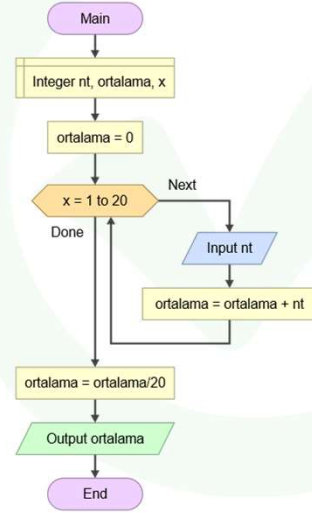 Main
Integer nt, ortalama, x
ortalama = 0
x = 1 to 20
Next
Done
Input nt
ortalama = ortalama + nt
ortalama = ortalama/20
Output ortalama
End